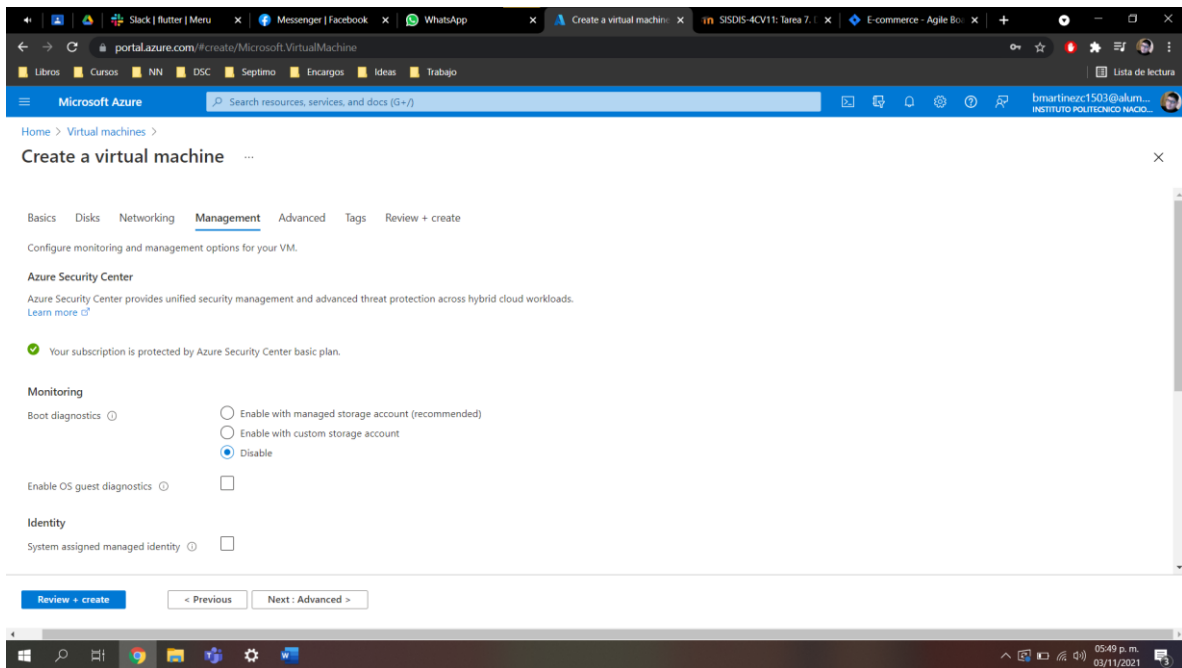 Slack | flutter | Meru
Messenger | Facebook
WhatsApp
Create a virtual machine
SISDIS-4CV11: Tarea 7.
E-commerce - Agile Bo
portal.azure.com/#create/Microsoft.VirtualMachine
Libros Cursos NN DSC Septimo Encargos Ideas Trabajo
Lista de lectura
Microsoft Azure
Search resources, services, and docs (G+/)
bmartinezc1503@alum...
INSTITUTO POLITECNICO NACIO...
Home > Virtual machines >
Create a virtual machine ...
Basics Disks Networking Management Advanced Tags Review + create
Configure monitoring and management options for your VM.
Azure Security Center
Azure Security Center provides unified security management and advanced threat protection across hybrid cloud workloads.
Learn more
Your subscription is protected by Azure Security Center basic plan.
Monitoring
Boot diagnostics
Enable with managed storage account (recommended)
Enable with custom storage account
Disable
Enable OS guest diagnostics
Identity
System assigned managed identity
Review + create
< Previous
Next : Advanced >
05:49 p. m.
03/11/2021